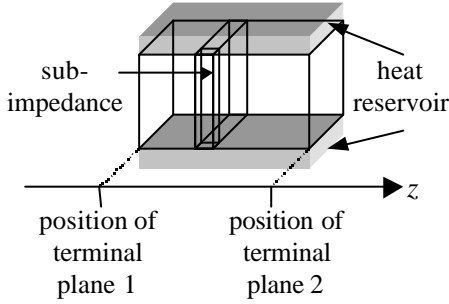 sub-
impedance
heat
reservoir
z
position of
terminal
plane 1
position of
terminal
plane 2